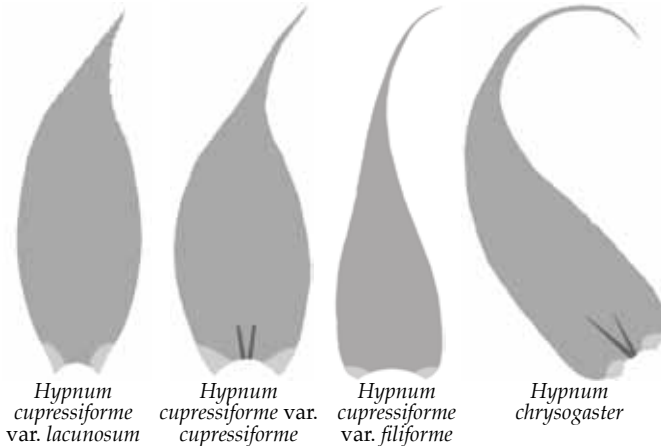 Hypnum
cupressiforme
var. lacunosum
Hypnum
cupressiforme var.
cupressiforme
Hypnum
cupressiforme
var. filiforme
Hypnum
chrysogaster